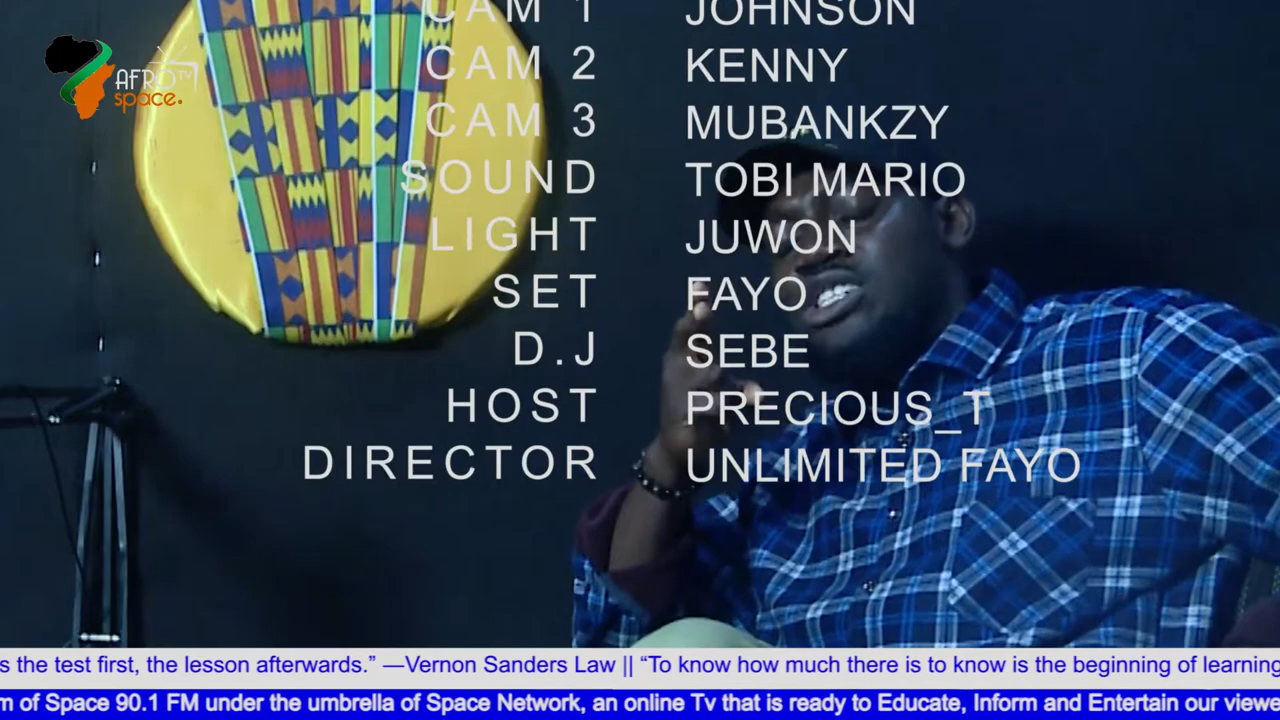 AFRO TV
space.
CAM 1 JOHNSON
CAM 2 KENNY
CAM 3 MUBANKZY
SOUND TOBI MARIO
LIGHT JUWON
SET FAYO
D.J SEBE
HOST PRECIOUS_T
DIRECTOR UNLIMITED FAYO
s the test first, the lesson afterwards.” —Vernon Sanders Law || “To know how much there is to know is the beginning of learning
m of Space 90.1 FM under the umbrella of Space Network, an online Tv that is ready to Educate, Inform and Entertain our viewe